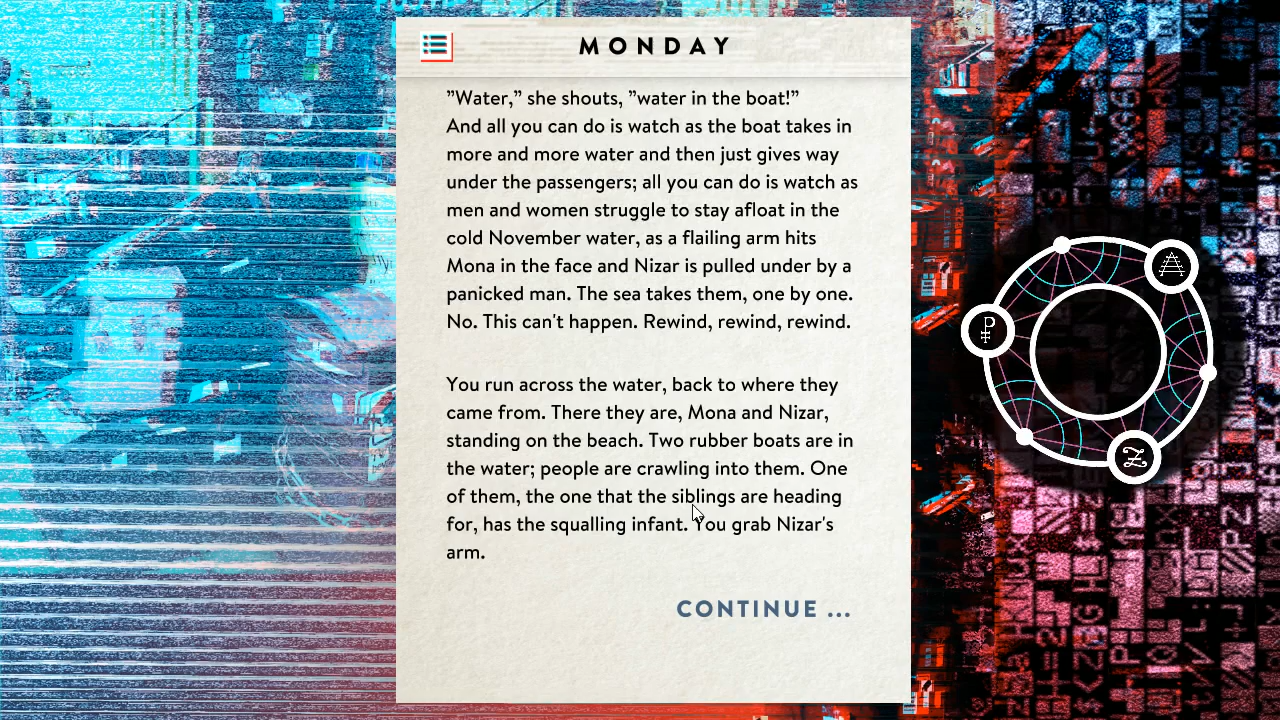 MONDAY
”Water,” she shouts, ”water in the boat!”
And all you can do is watch as the boat takes in
more and more water and then just gives way
under the passengers; all you can do is watch as
men and women struggle to stay afloat in the
cold November water, as a flailing arm hits
Mona in the face and Nizar is pulled under by a
panicked man. The sea takes them, one by one.
No. This can't happen. Rewind, rewind, rewind.
You run across the water, back to where they
came from. There they are, Mona and Nizar,
standing on the beach. Two rubber boats are in
the water; people are crawling into them. One
of them, the one that the siblings are heading
for, has the squalling infant. You grab Nizar's
arm.
CONTINUE ...